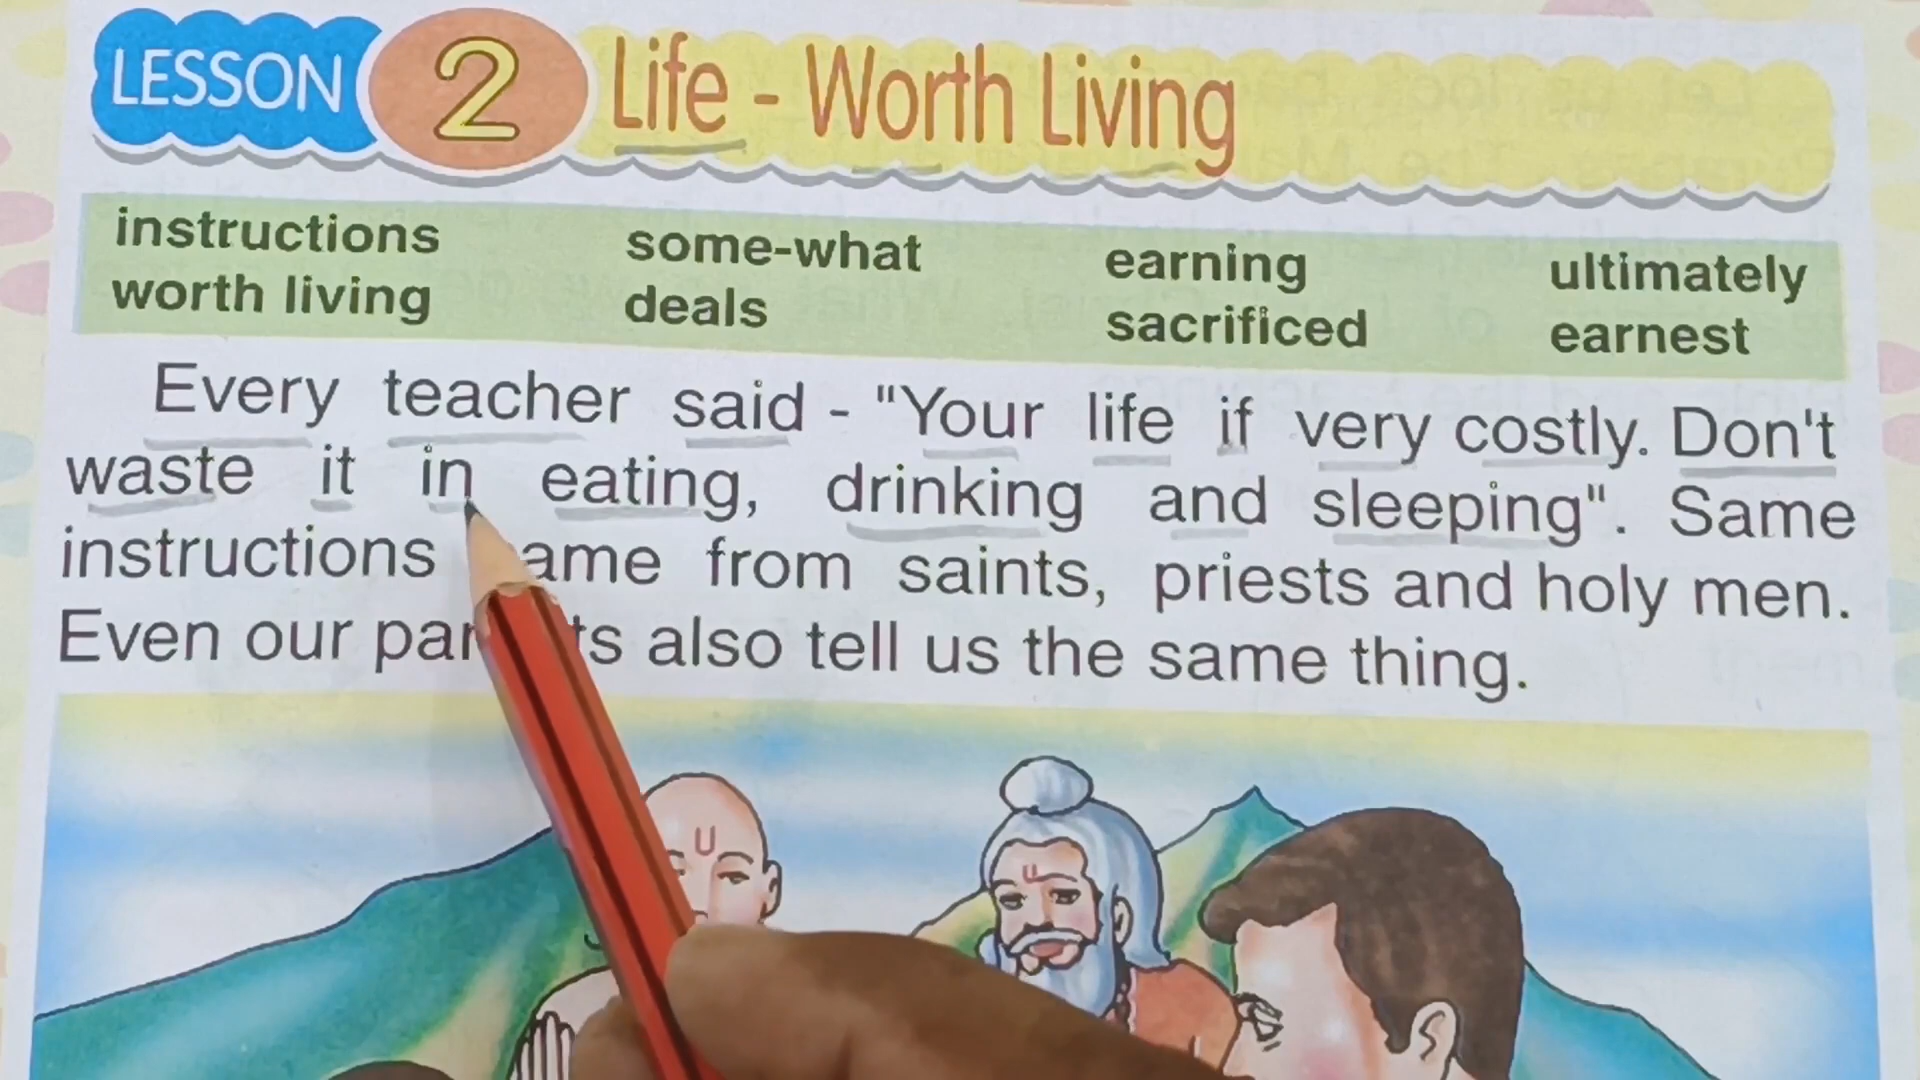 LESSON 2 Life - Worth Living
instructions some-what earning ultimately
worth living deals sacrificed earnest
Every teacher said - "Your life if very costly. Don't
waste it in eating, drinking and sleeping". Same
instructions ame from saints, priests and holy men.
Even our par ts also tell us the same thing.